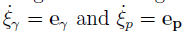 ξ̇_γ = e_γ and ξ̇_p = e_p